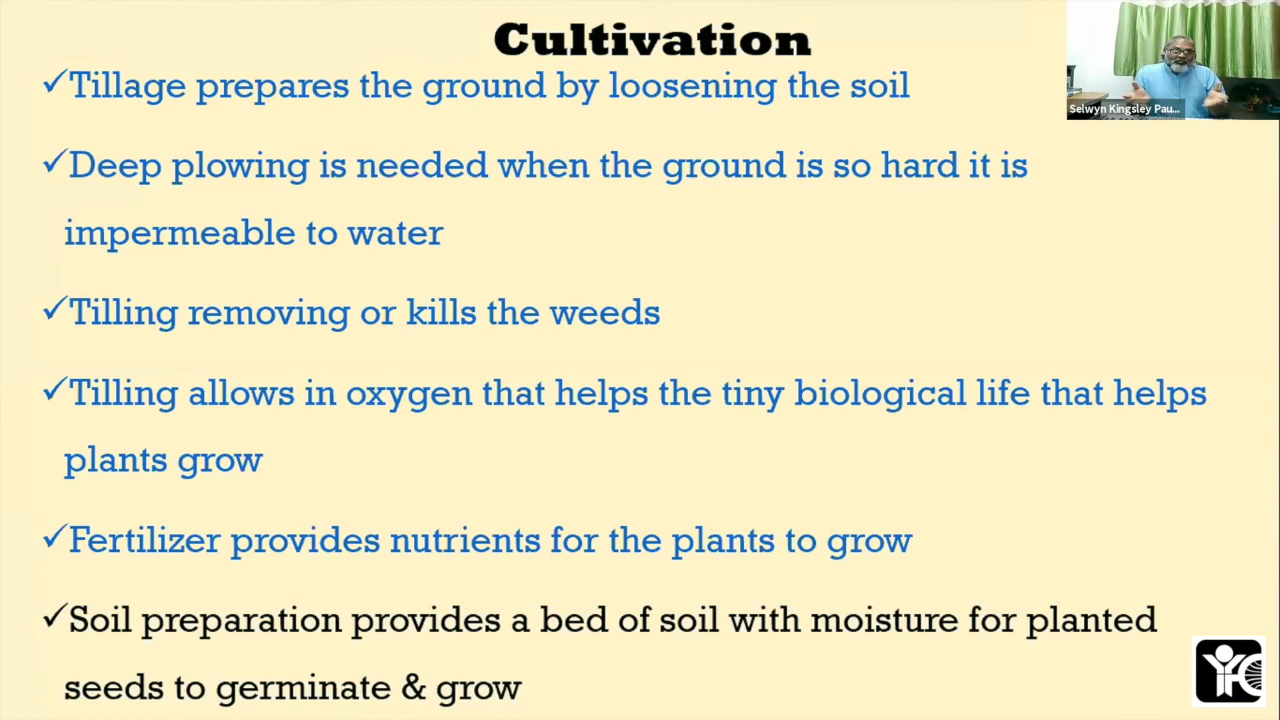 Cultivation
✓Tillage prepares the ground by loosening the soil
✓Deep plowing is needed when the ground is so hard it is
impermeable to water
✓Tilling removing or kills the weeds
✓Tilling allows in oxygen that helps the tiny biological life that helps
plants grow
✓Fertilizer provides nutrients for the plants to grow
✓Soil preparation provides a bed of soil with moisture for planted
seeds to germinate & grow
Selwyn Kingsley Pau...
YFC